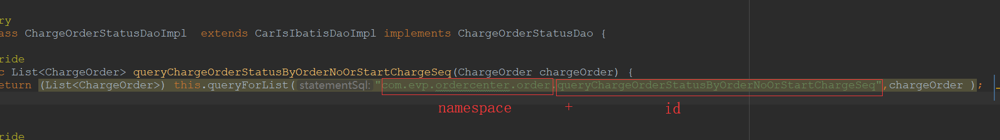 ry
ass ChargeOrderStatusDaoImpl  extends CarIsIbatisDaoImpl implements ChargeOrderStatusDao {
ride
c List<ChargeOrder> queryChargeOrderStatusByOrderNoOrStartChargeSeq(ChargeOrder chargeOrder) {
eturn (List<ChargeOrder>) this.queryForList( statementSql: "com.evp.ordercenter.order.queryChargeOrderStatusByOrderNoOrStartChargeSeq",chargeOrder );
namespace + id
ride